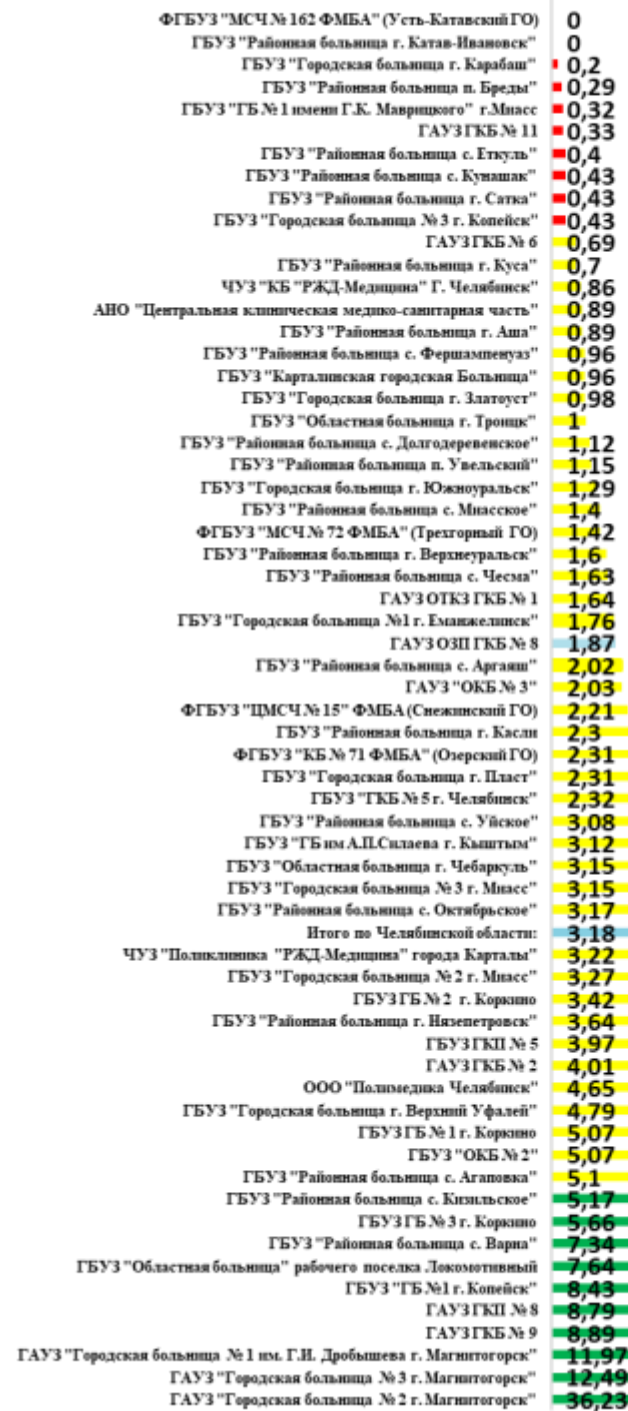 ФГБУЗ "МСЧ № 162 ФМБА" (Усть-Катавский ГО) 0
ГБУЗ "Районная больница г. Катав-Ивановск" 0
ГБУЗ "Городская больница г. Карабаш" 0,2
ГБУЗ "Районная больница п. Бреды" 0,29
ГБУЗ "ГБ № 1 имени Г.К. Маврицкого" г.Миасс 0,32
ГАУЗ ГКБ № 11 0,33
ГБУЗ "Районная больница с. Еткуль" 0,4
ГБУЗ "Районная больница с. Кунашак" 0,43
ГБУЗ "Районная больница г. Сатка" 0,43
ГБУЗ "Городская больница № 3 г. Копейск" 0,43
ГАУЗ ГКБ № 6 0,69
ГБУЗ "Районная больница г. Куса" 0,7
ЧУЗ "КБ "РЖД-Медицина" Г. Челябинск" 0,86
АНО "Центральная клиническая медико-санитарная часть" 0,89
ГБУЗ "Районная больница г. Аша" 0,89
ГБУЗ "Районная больница с. Фершампенуаз" 0,96
ГБУЗ "Карталинская городская Больница" 0,96
ГБУЗ "Городская больница г. Златоуст" 0,98
ГБУЗ "Областная больница г. Троицк" 1
ГБУЗ "Районная больница с. Долгодеревенское" 1,12
ГБУЗ "Районная больница п. Увельский" 1,15
ГБУЗ "Городская больница г. Южноуральск" 1,29
ГБУЗ "Районная больница с. Миасское" 1,4
ФГБУЗ "МСЧ № 72 ФМБА" (Трехгорный ГО) 1,42
ГБУЗ "Районная больница г. Верхнеуральск" 1,6
ГБУЗ "Районная больница с. Чесма" 1,63
ГАУЗ ОТКЗ ГКБ № 1 1,64
ГБУЗ "Городская больница №1 г. Еманжелинск" 1,76
ГАУЗ ОЗП ГКБ № 8 1,87
ГБУЗ "Районная больница с. Аргаяш" 2,02
ГАУЗ "ОКБ № 3" 2,03
ФГБУЗ "ЦМСЧ № 15" ФМБА (Снежинский ГО) 2,21
ГБУЗ "Районная больница г. Касли 2,3
ФГБУЗ "КБ № 71 ФМБА" (Озерский ГО) 2,31
ГБУЗ "Городская больница г. Пласт" 2,31
ГБУЗ "ГКБ № 5 г. Челябинск" 2,32
ГБУЗ "Районная больница с. Уйское" 3,08
ГБУЗ "ГБ им А.П.Силаева г. Кыштым" 3,12
ГБУЗ "Областная больница г. Чебаркуль" 3,15
ГБУЗ "Городская больница № 3 г. Миасс" 3,15
ГБУЗ "Районная больница с. Октябрьское" 3,17
Итого по Челябинской области: 3,18
ЧУЗ "Поликлиника "РЖД-Медицина" города Карталы" 3,22
ГБУЗ "Городская больница № 2 г. Миасс" 3,27
ГБУЗ ГБ № 2 г. Коркино 3,42
ГБУЗ "Районная больница г. Нязепетровск" 3,64
ГБУЗ ГКП № 5 3,97
ГАУЗ ГКБ № 2 4,01
ООО "Полимедика Челябинск" 4,65
ГБУЗ "Городская больница г. Верхний Уфалей" 4,79
ГБУЗ ГБ № 1 г. Коркино 5,07
ГБУЗ "ОКБ № 2" 5,07
ГБУЗ "Районная больница с. Агаповка" 5,1
ГБУЗ "Районная больница с. Кизильское" 5,17
ГБУЗ ГБ № 3 г. Коркино 5,66
ГБУЗ "Районная больница с. Варна" 7,34
ГБУЗ "Областная больница" рабочего поселка Локомотивный 7,64
ГБУЗ "ГБ №1 г. Копейск" 8,43
ГАУЗ ГКП № 8 8,79
ГАУЗ ГКБ № 9 8,89
ГАУЗ "Городская больница № 1 им. Г.И. Дробышева г. Магнитогорск" 11,97
ГАУЗ "Городская больница № 3 г. Магнитогорск" 12,49
ГАУЗ "Городская больница № 2 г. Магнитогорск" 36,23